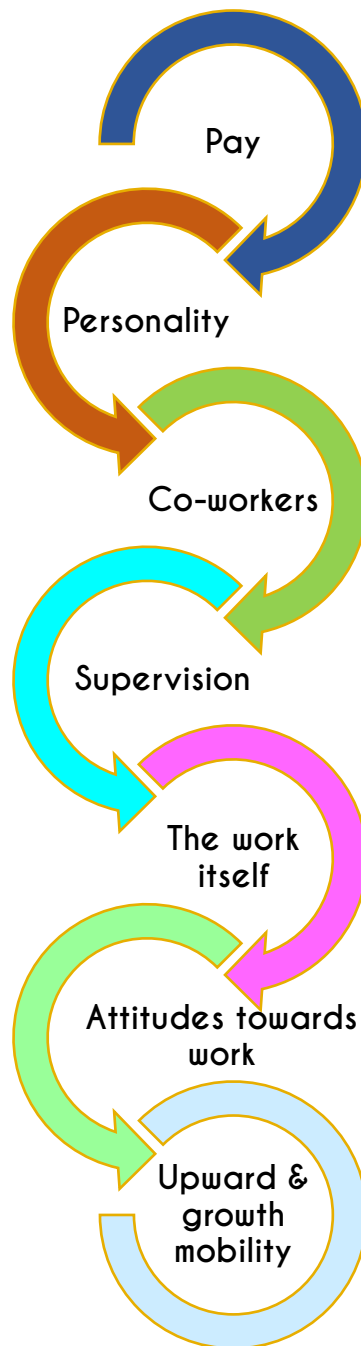 Pay
Personality
Co-workers
Supervision
The work
itself
Attitudes towards
work
Upward &
growth
mobility